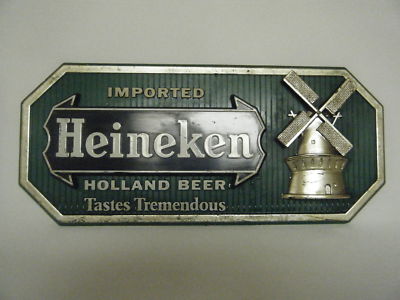 IMPORTED
Heineken
HOLLAND BEER
Tastes Tremendous